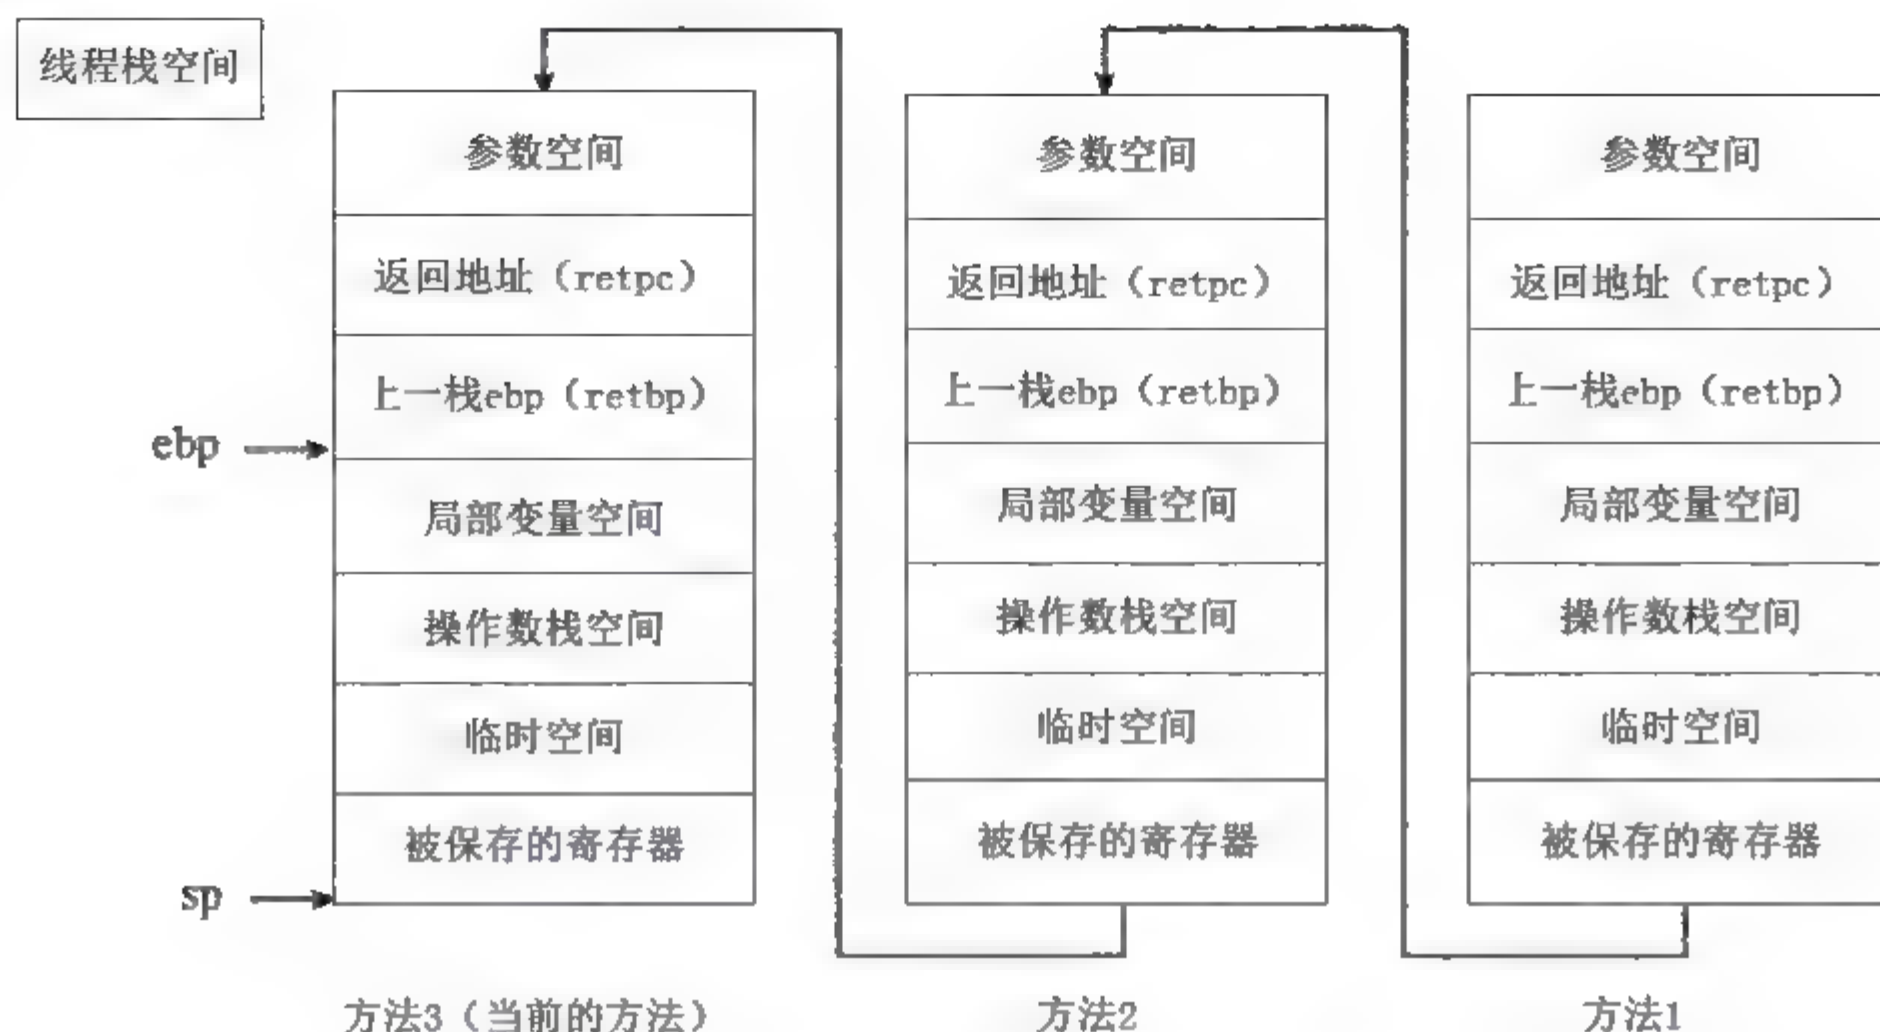 线程栈空间
参数空间
返回地址（retpc）
上一栈ebp（retbp）
ebp
局部变量空间
操作数栈空间
临时空间
被保存的寄存器
sp
方法3（当前的方法）
参数空间
返回地址（retpc）
上一栈ebp（retbp）
局部变量空间
操作数栈空间
临时空间
被保存的寄存器
方法2
参数空间
返回地址（retpc）
上一栈ebp（retbp）
局部变量空间
操作数栈空间
临时空间
被保存的寄存器
方法1